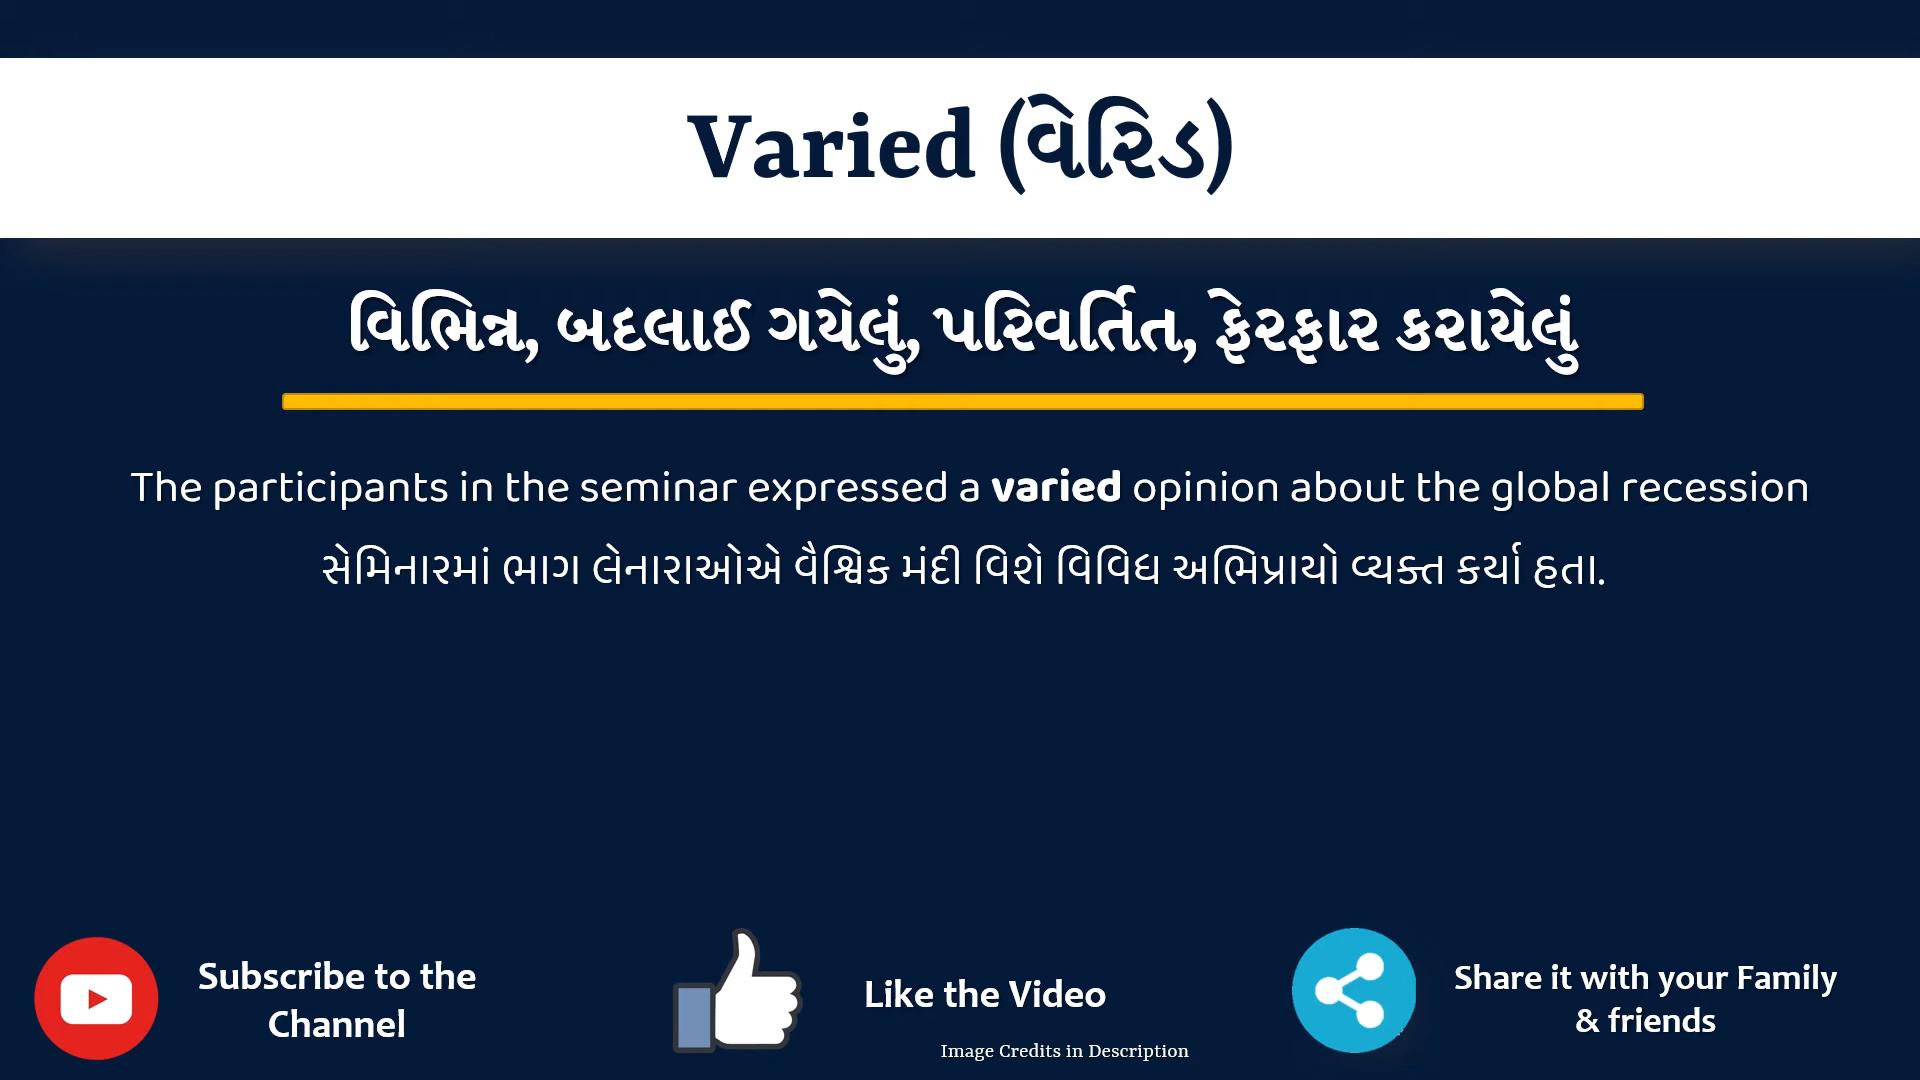 Varied (વેરિડ)
વિભિન્ન, બદલાઈ ગયેલું, પરિવર્તિત, ફેરફાર કરાયેલું
The participants in the seminar expressed a varied opinion about the global recession
સેમિનારમાં ભાગ લેનારાઓએ વૈશ્વિક મંદી વિશે વિવિધ અભિપ્રાયો વ્યક્ત કર્યા હતા.
Subscribe to the
Channel
Like the Video
Share it with your Family
& friends
Image Credits in Description